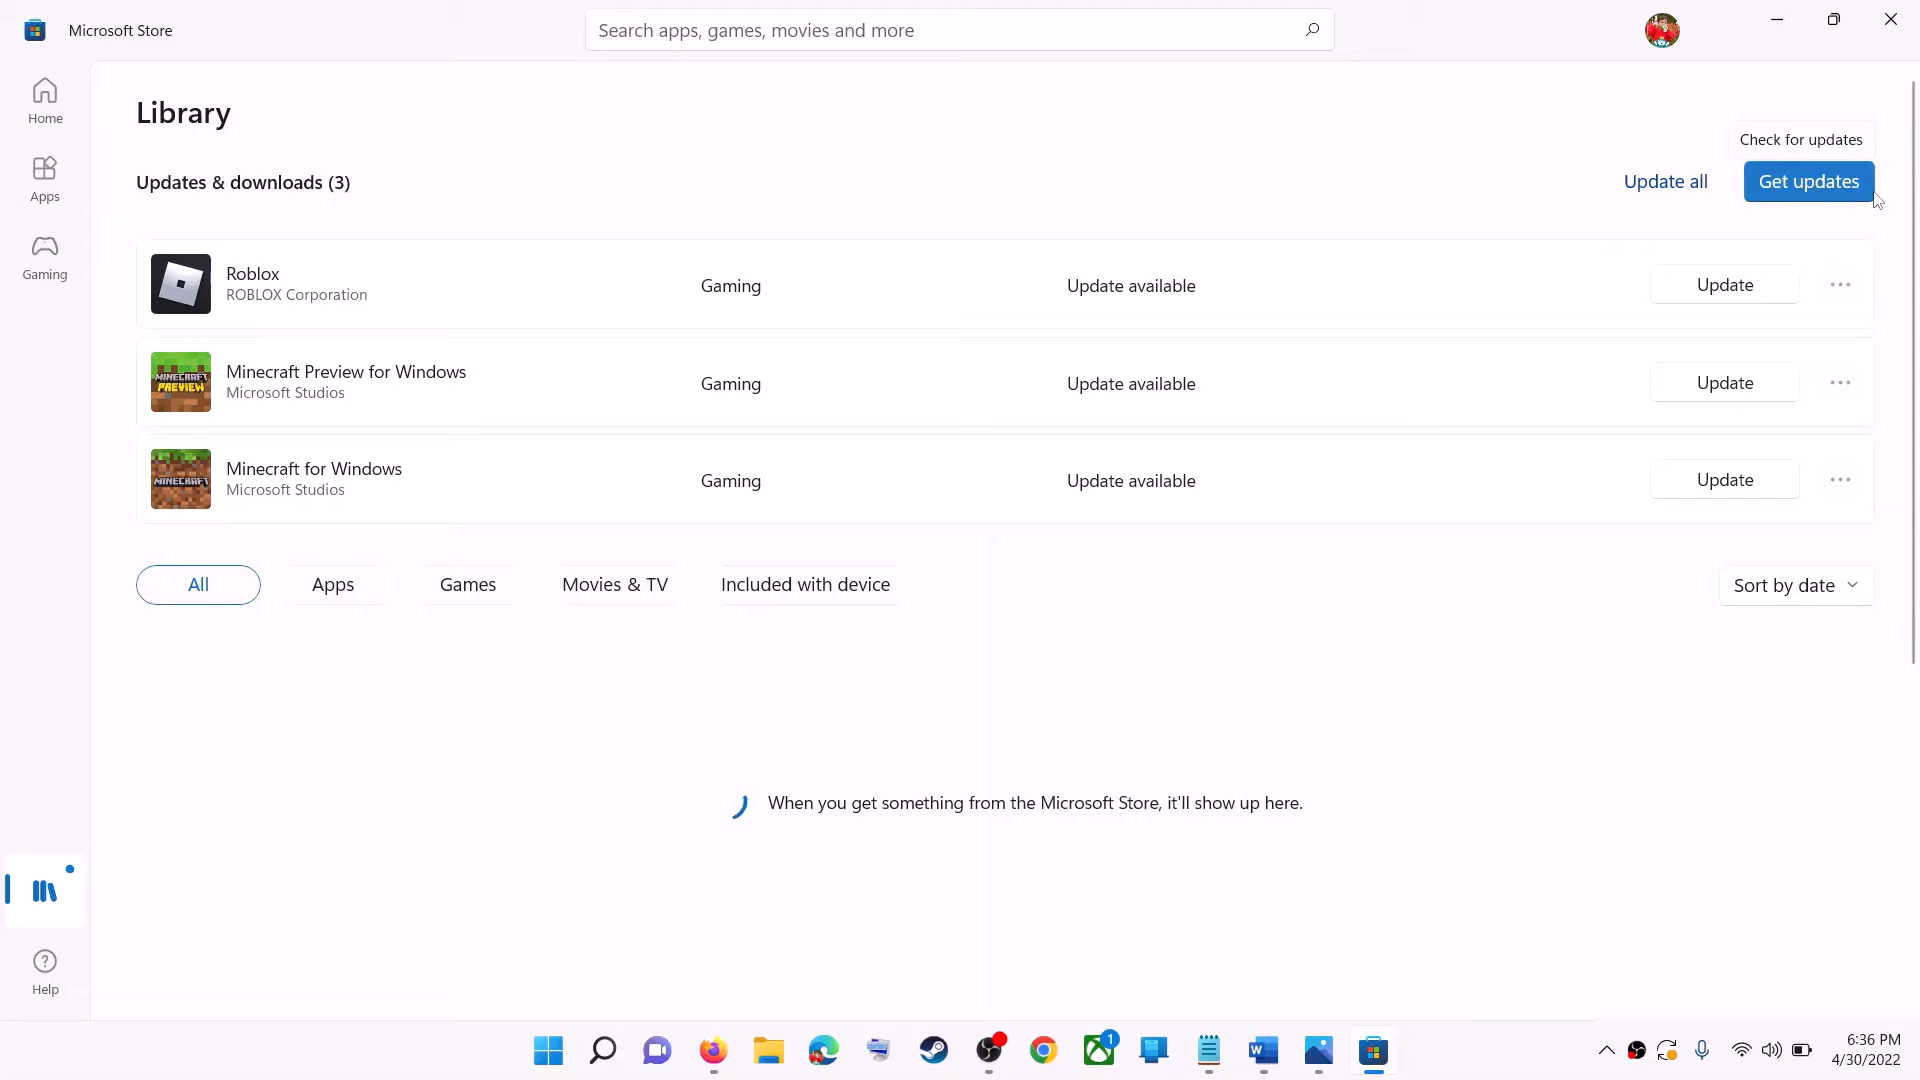 Microsoft Store
Search apps, games, movies and more
Home
Apps
Gaming
Library
Check for updates
Updates & downloads (3)
Update all
Get updates
Roblox
ROBLOX Corporation
Gaming
Update available
Update
MINECRAFT
PREVIEW
Minecraft Preview for Windows
Microsoft Studios
Gaming
Update available
Update
MINECRAFT
Minecraft for Windows
Microsoft Studios
Gaming
Update available
Update
All
Apps
Games
Movies & TV
Included with device
Sort by date
When you get something from the Microsoft Store, it'll show up here.
Help
1
W
6:36 PM
4/30/2022